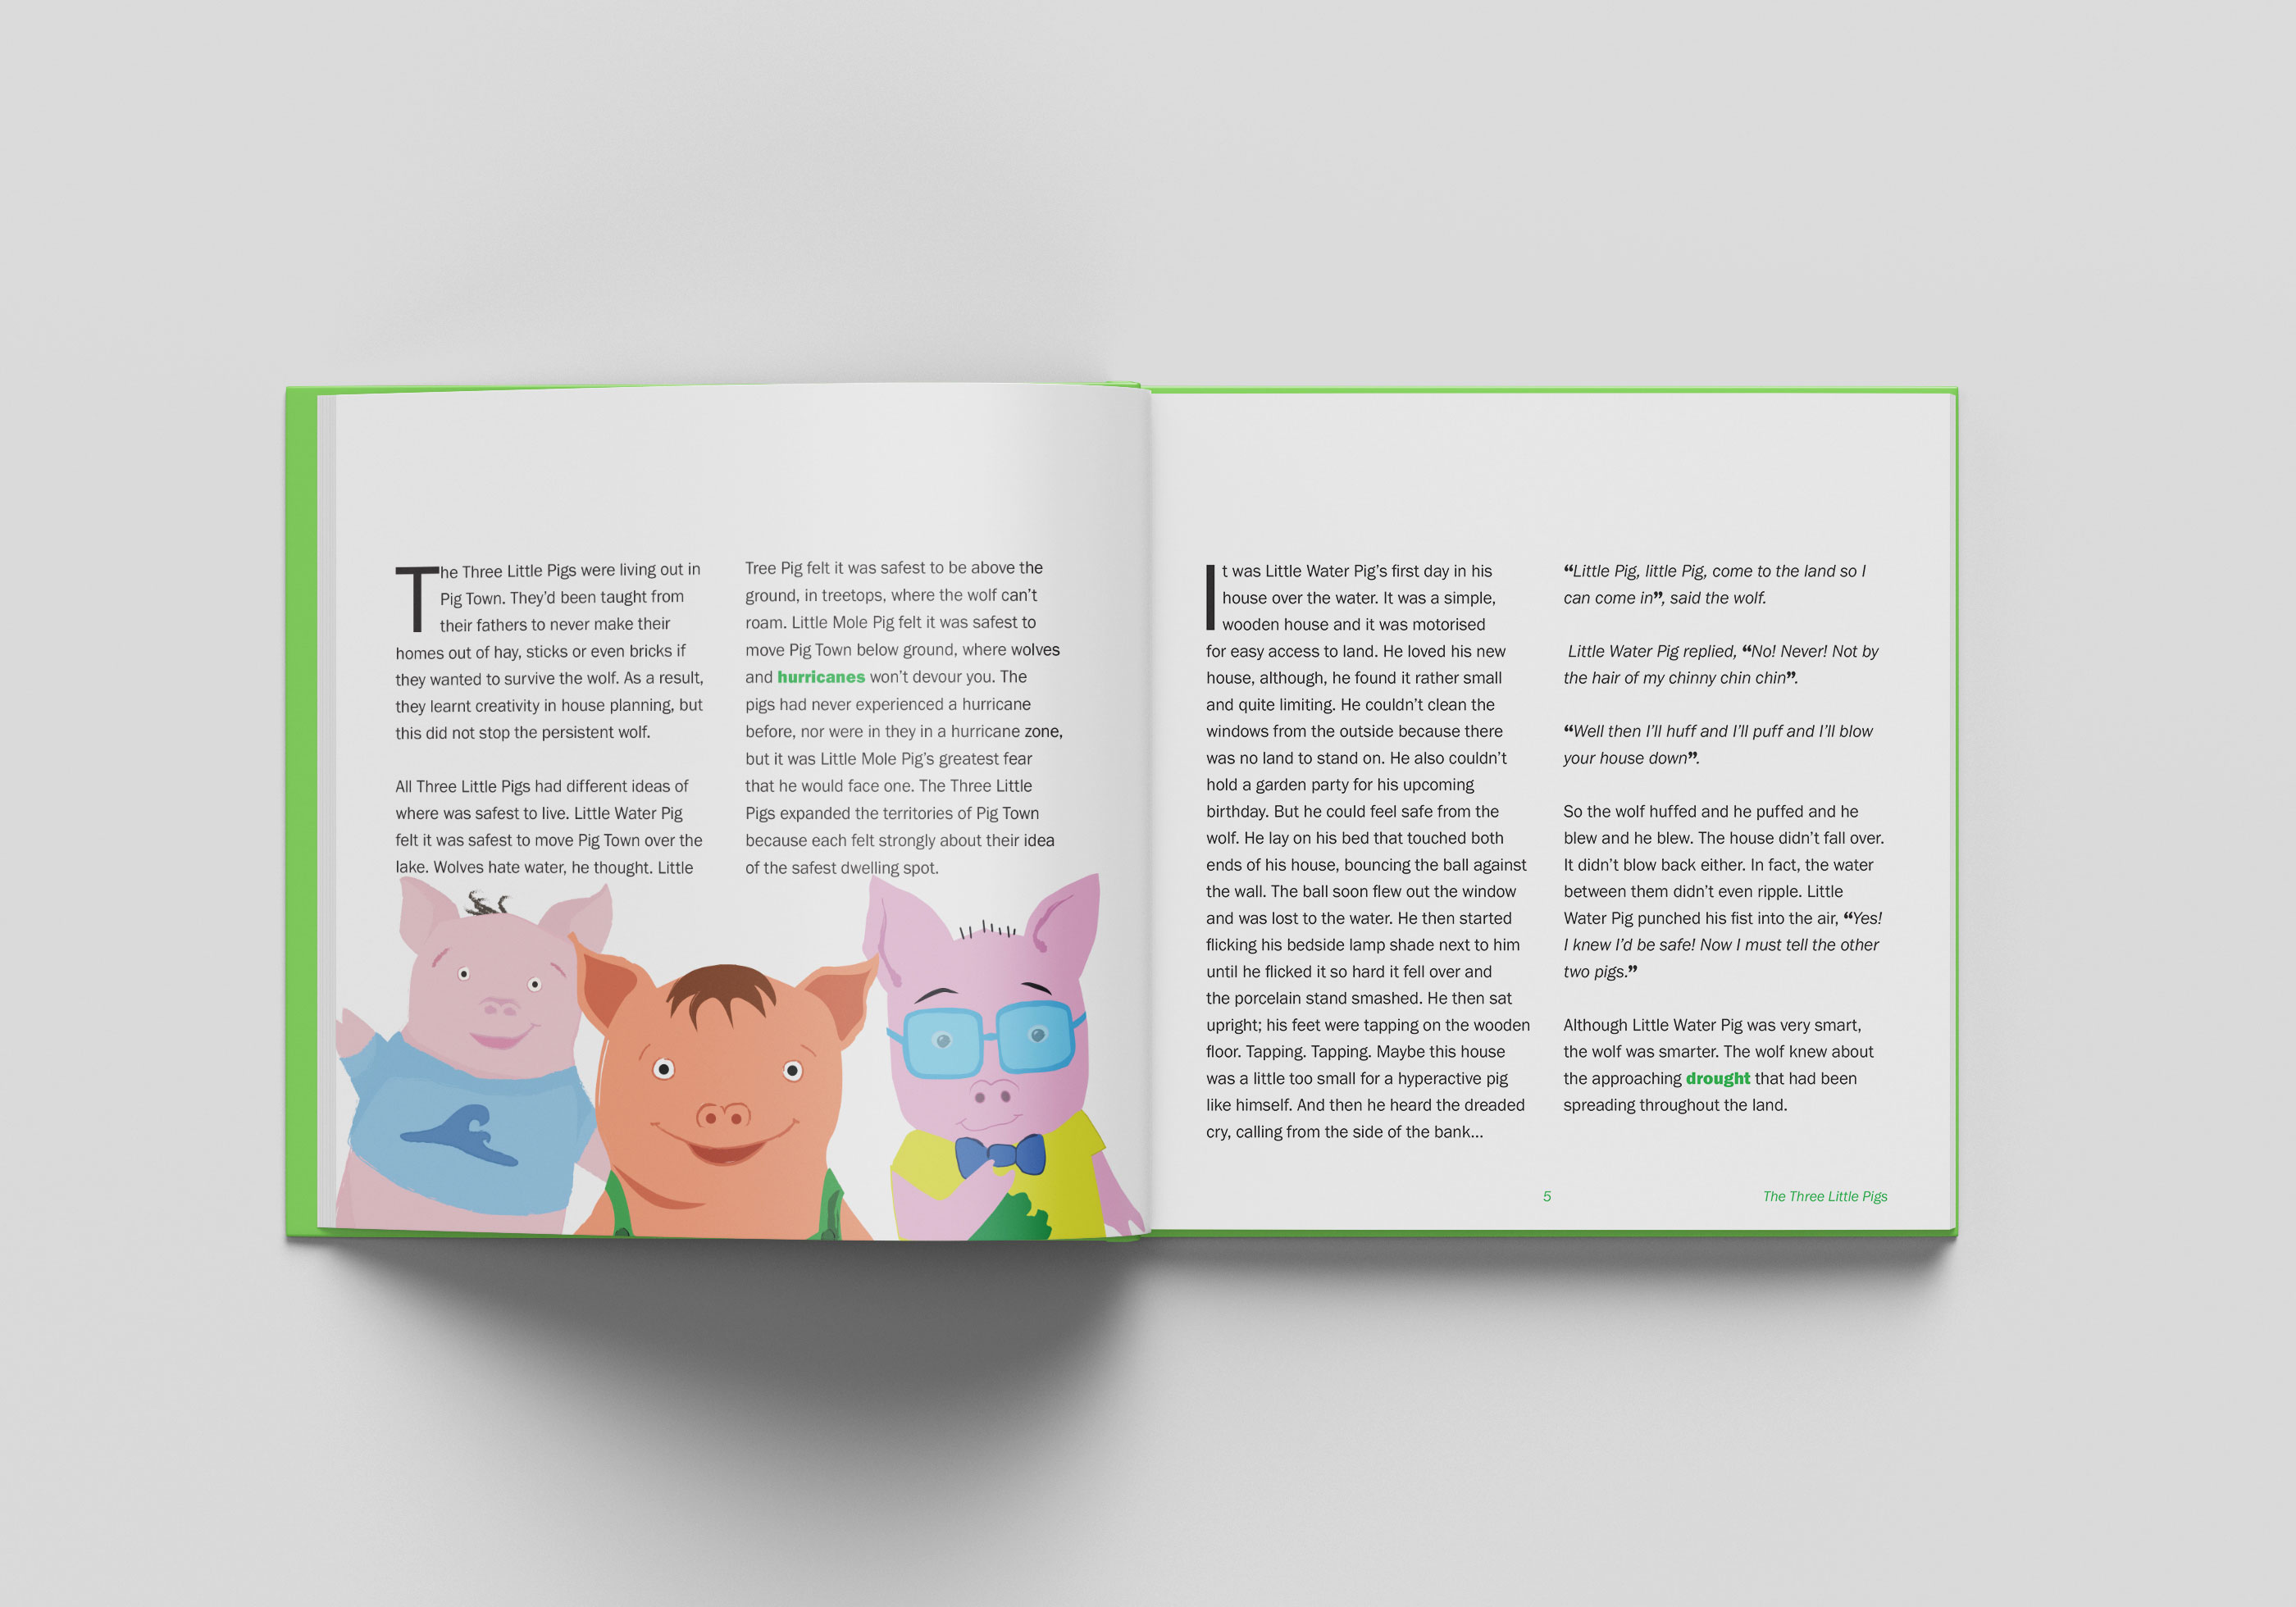 The Three Little Pigs were living out in
Pig Town. They’d been taught from
their fathers to never make their
homes out of hay, sticks or even bricks if
they wanted to survive the wolf. As a result,
they learnt creativity in house planning, but
this did not stop the persistent wolf.
All Three Little Pigs had different ideas of
where was safest to live. Little Water Pig
felt it was safest to move Pig Town over the
lake. Wolves hate water, he thought. Little
Tree Pig felt it was safest to be above the
ground, in treetops, where the wolf can’t
roam. Little Mole Pig felt it was safest to
move Pig Town below ground, where wolves
and hurricanes won’t devour you. The
pigs had never experienced a hurricane
before, nor were in they in a hurricane zone,
but it was Little Mole Pig’s greatest fear
that he would face one. The Three Little
Pigs expanded the territories of Pig Town
because each felt strongly about their idea
of the safest dwelling spot.
It was Little Water Pig’s first day in his
house over the water. It was a simple,
wooden house and it was motorised
for easy access to land. He loved his new
house, although, he found it rather small
and quite limiting. He couldn’t clean the
windows from the outside because there
was no land to stand on. He also couldn’t
hold a garden party for his upcoming
birthday. But he could feel safe from the
wolf. He lay on his bed that touched both
ends of his house, bouncing the ball against
the wall. The ball soon flew out the window
and was lost to the water. He then started
flicking his bedside lamp shade next to him
until he flicked it so hard it fell over and
the porcelain stand smashed. He then sat
upright; his feet were tapping on the wooden
floor. Tapping. Tapping. Maybe this house
was a little too small for a hyperactive pig
like himself. And then he heard the dreaded
cry, calling from the side of the bank...
“Little Pig, little Pig, come to the land so I
can come in”, said the wolf.
Little Water Pig replied, “No! Never! Not by
the hair of my chinny chin chin”.
“Well then I’ll huff and I’ll puff and I’ll blow
your house down”.
So the wolf huffed and he puffed and he
blew and he blew. The house didn’t fall over.
It didn’t blow back either. In fact, the water
between them didn’t even ripple. Little
Water Pig punched his fist into the air, “Yes!
I knew I’d be safe! Now I must tell the other
two pigs.”
Although Little Water Pig was very smart,
the wolf was smarter. The wolf knew about
the approaching drought that had been
spreading throughout the land.
5
The Three Little Pigs